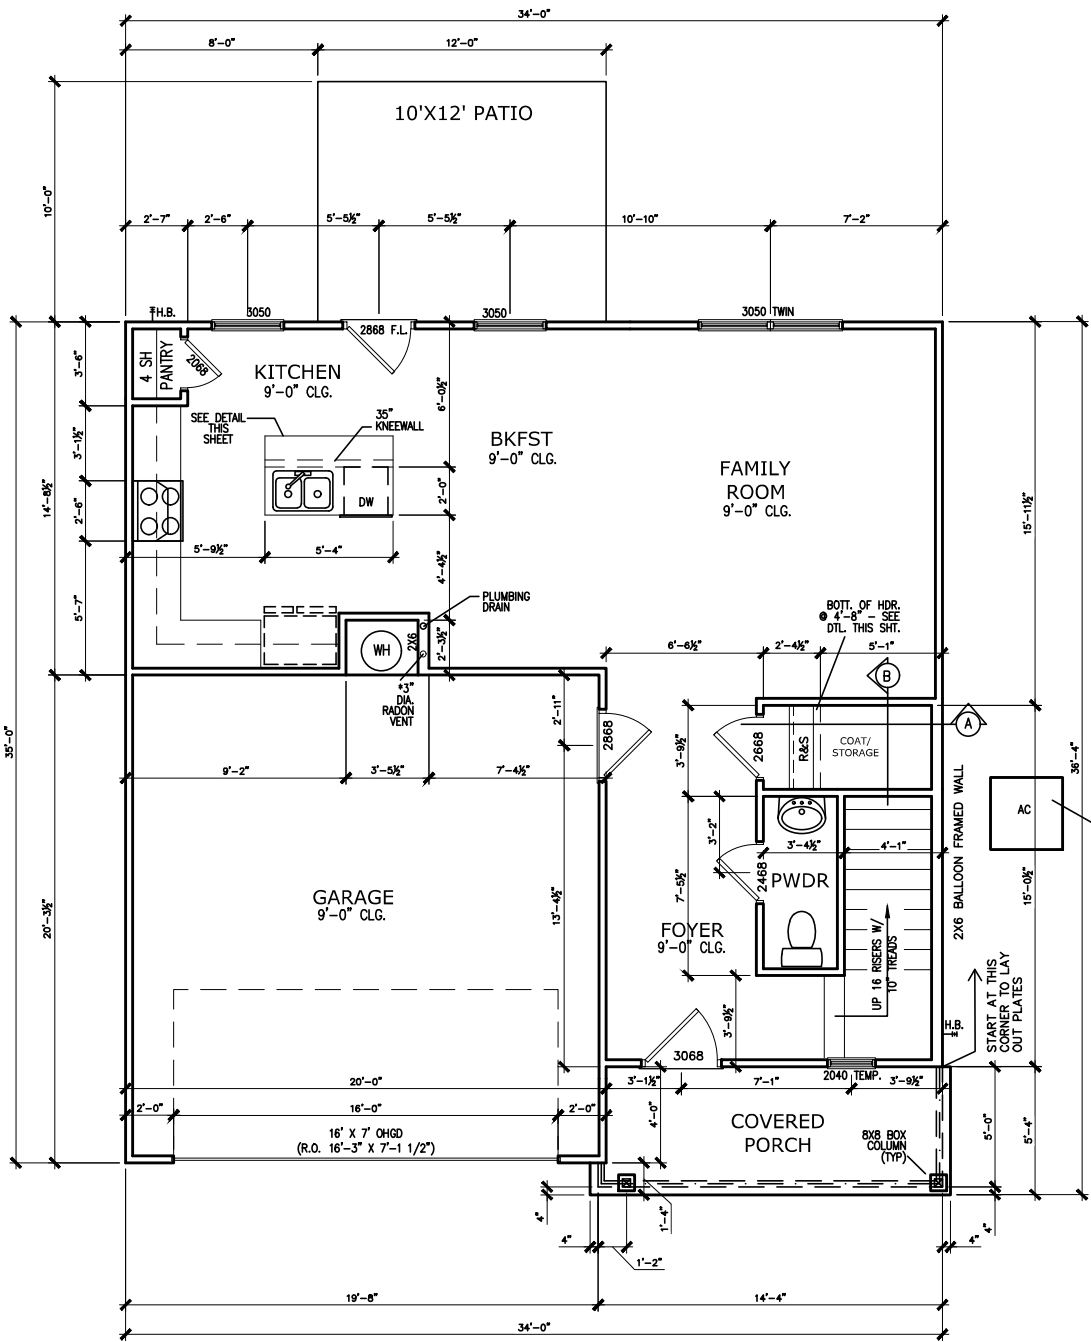 34'-0"
8'-0"
12'-0"
10'X12' PATIO
10'-0"
2'-7"
2'-6"
5'-5½"
5'-5½"
10'-10"
7'-2"
H.B.
3050
2868 F.L.
3050
3050 TWIN
4 SH
PANTRY
2068
KITCHEN
9'-0" CLG.
3'-6"
6'-0½"
SEE DETAIL
THIS
SHEET
35"
KNEEWALL
BKFST
9'-0" CLG.
FAMILY
ROOM
9'-0" CLG.
3'-1½"
14'-8½"
2'-6"
DW
2'-0"
15'-11½"
5'-9½"
5'-4"
4'-4½"
5'-7"
PLUMBING
DRAIN
BOTT. OF HDR.
@ 4'-8" - SEE
DTL. THIS SHT.
WH
2X6
2'-3½"
6'-6½"
2'-4½"
5'-1"
B
*3"
DIA.
RADON
VENT
2'-11"
2868
A
35'-0"
3'-9½"
2668
R&S
COAT/
STORAGE
36'-4"
9'-2"
3'-5½"
7'-4½"
AC
2X6 BALLOON FRAMED WALL
3'-2"
3'-4½"
4'-1"
GARAGE
9'-0" CLG.
2468
PWDR
7'-5½"
13'-4½"
15'-0½"
20'-3½"
FOYER
9'-0" CLG.
UP 16 RISERS W/
10" TREADS
START AT THIS
CORNER TO LAY
OUT PLATES
3'-9½"
H.B.
3068
2040 TEMP.
20'-0"
3'-1½"
7'-1"
3'-9½"
2'-0"
16'-0"
2'-0"
4'-0"
COVERED
PORCH
5'-0"
5'-4"
16' X 7' OHGD
(R.O. 16'-3" X 7'-1 1/2")
8X8 BOX
COLUMN
(TYP)
4"
1'-4"
4"
4"
1'-2"
4"
19'-8"
14'-4"
34'-0"